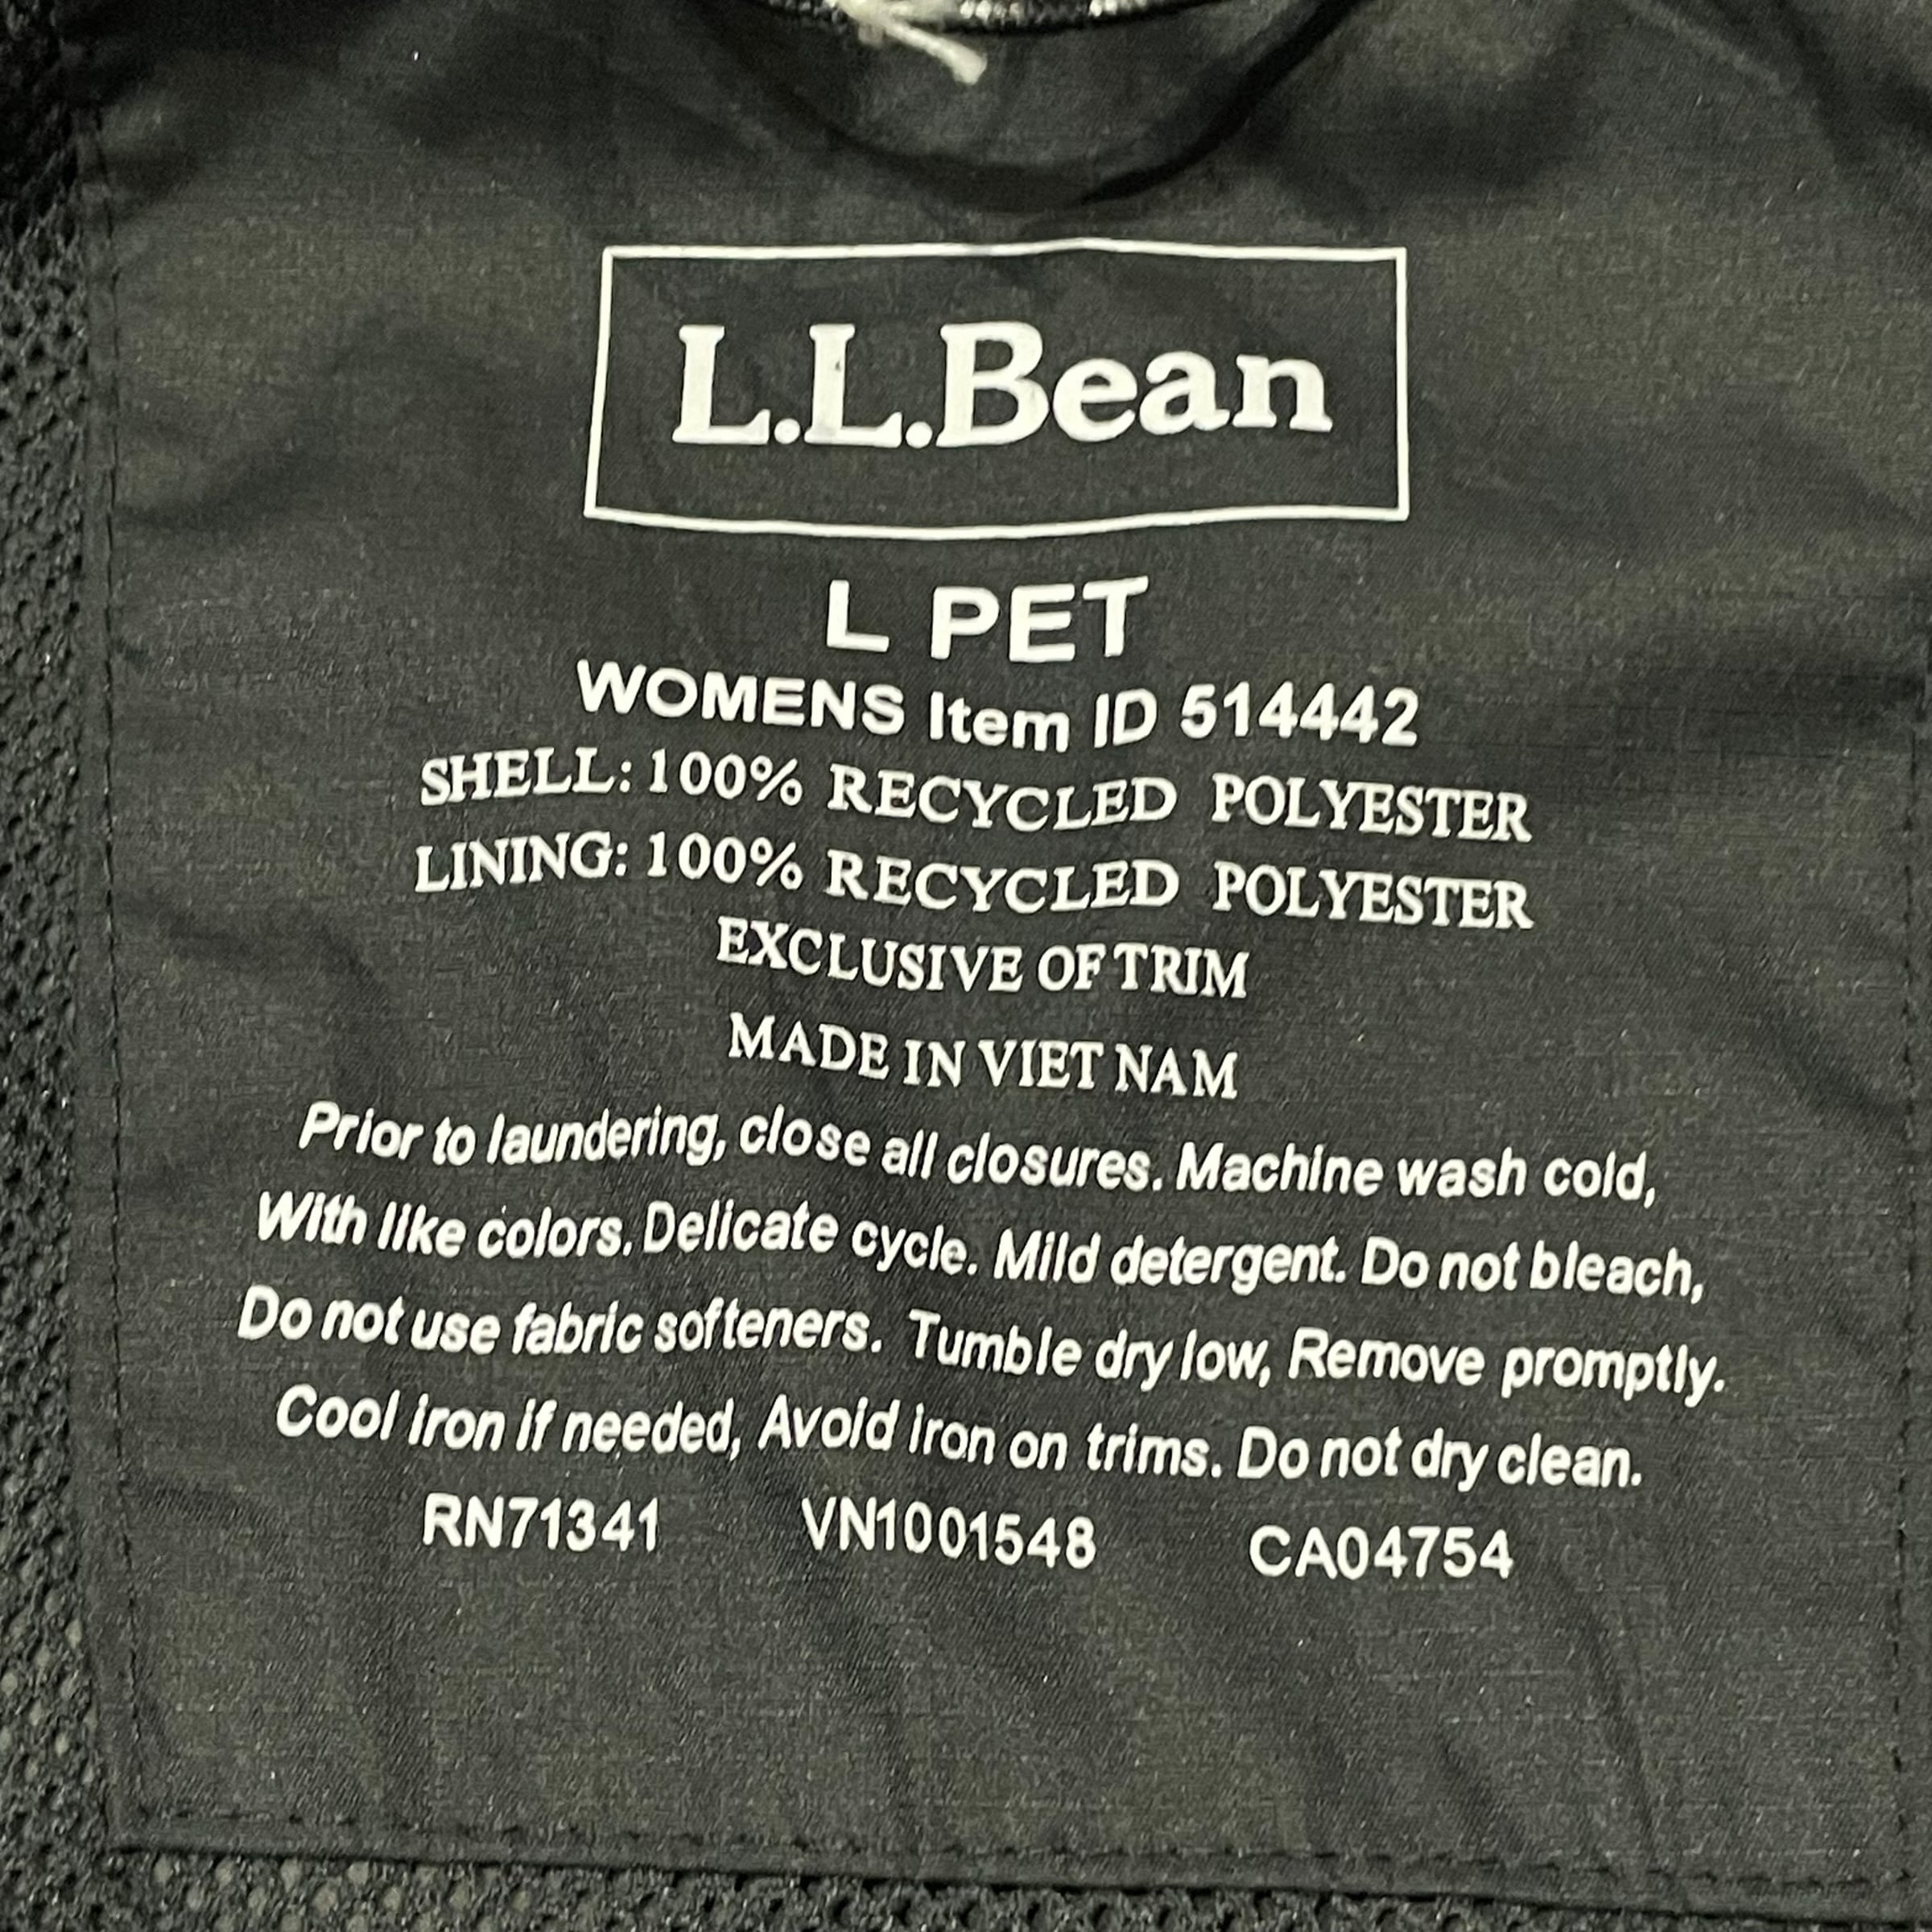 L.L.Bean
L PET
WOMENS Item ID 514442
SHELL: 100% RECYCLED POLYESTER
LINING: 100% RECYCLED POLYESTER
EXCLUSIVE OF TRIM
MADE IN VIET NAM
Prior to laundering, close all closures. Machine wash cold,
With like colors. Delicate cycle. Mild detergent. Do not bleach,
Do not use fabric softeners. Tumble dry low, Remove promptly.
Cool iron if needed, Avoid iron on trims. Do not dry clean.
RN71341 VN1001548 CA04754